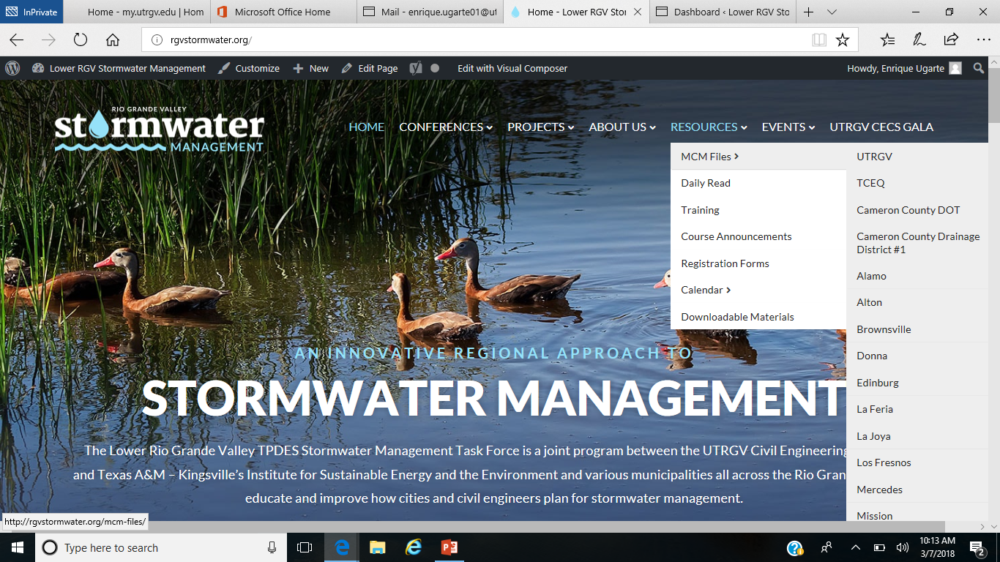 InPrivate
Home - my.utrgv.edu | Hom
Microsoft Office Home
Mail - enrique.ugarte01@ut
Home - Lower RGV Stor
Dashboard ‹ Lower RGV Sto
rgvstormwater.org/
Lower RGV Stormwater Management
Customize
New
Edit Page
Edit with Visual Composer
Howdy, Enrique Ugarte
RIO GRANDE VALLEY
stormwater
MANAGEMENT
HOME
CONFERENCES
PROJECTS
ABOUT US
RESOURCES
EVENTS
UTRGV CECS GALA
MCM Files
Daily Read
Training
Course Announcements
Registration Forms
Calendar
Downloadable Materials
UTRGV
TCEQ
Cameron County DOT
Cameron County Drainage
District #1
Alamo
Alton
Brownsville
Donna
Edinburg
La Feria
La Joya
Los Fresnos
Mercedes
Mission
AN INNOVATIVE REGIONAL APPROACH TO
STORMWATER MANAGEMENT
The Lower Rio Grande Valley TPDES Stormwater Management Task Force is a joint program between the UTRGV Civil Engineering
and Texas A&M – Kingsville's Institute for Sustainable Energy and the Environment and various municipalities all across the Rio Gran
educate and improve how cities and civil engineers plan for stormwater management.
http://rgvstormwater.org/mcm-files/
Type here to search
10:13 AM
3/7/2018
2